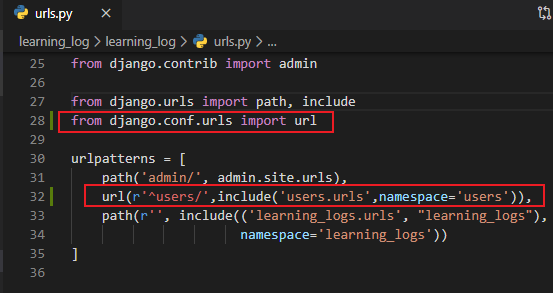 urls.py ×
learning_log > learning_log > urls.py > ...
25 from django.contrib import admin
26
27 from django.urls import path, include
28 from django.conf.urls import url
29
30 urlpatterns = [
31     path('admin/', admin.site.urls),
32     url(r'^users/',include('users.urls',namespace='users')),
33     path(r'', include(('learning_logs.urls', "learning_logs"),
34                       namespace='learning_logs'))
35 ]
36